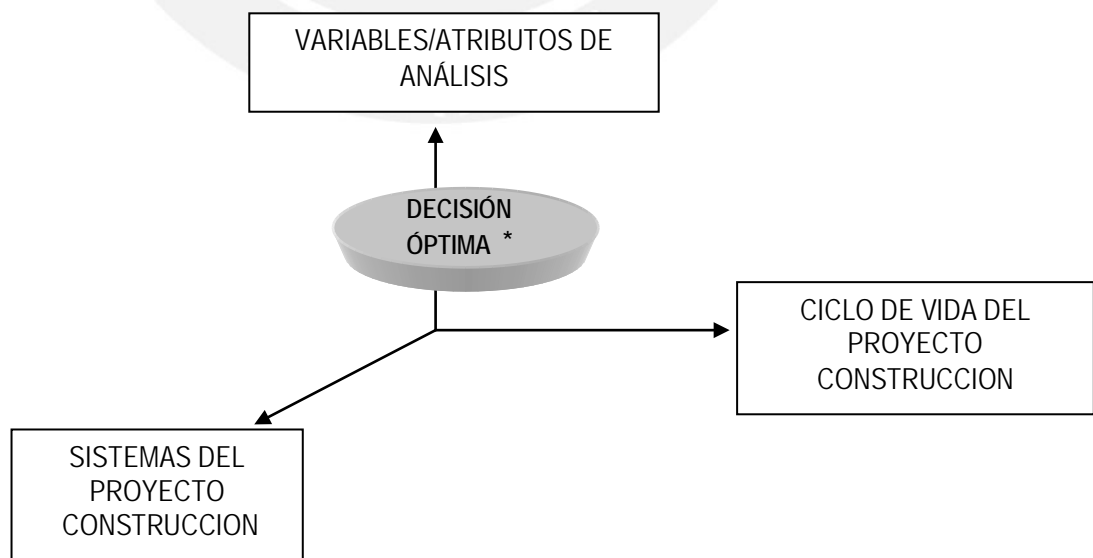 VARIABLES/ATRIBUTOS DE
ANÁLISIS
DECISIÓN
ÓPTIMA *
CICLO DE VIDA DEL
PROYECTO
CONSTRUCCION
SISTEMAS DEL
PROYECTO
CONSTRUCCION